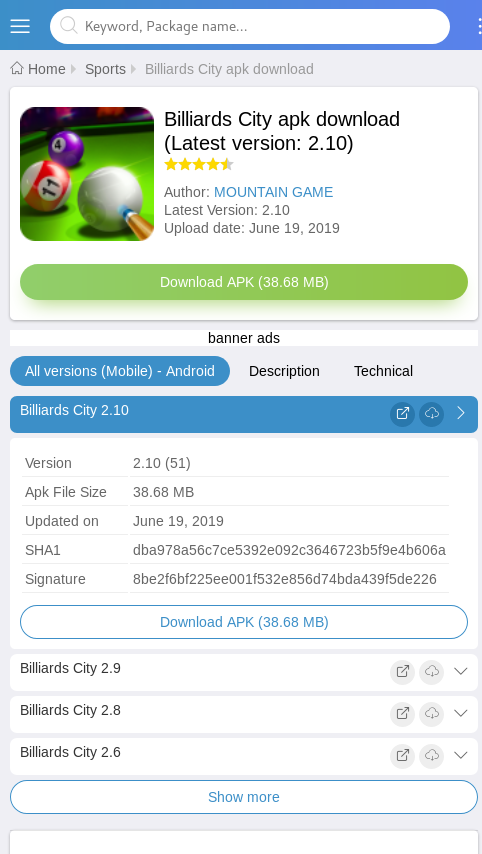 Keyword, Package name...
Home Sports Billiards City apk download
11
Billiards City apk download
(Latest version: 2.10)
Author: MOUNTAIN GAME
Latest Version: 2.10
Upload date: June 19, 2019
Download APK (38.68 MB)
banner ads
All versions (Mobile) - Android Description Technical
Billiards City 2.10
Version 2.10 (51)
Apk File Size 38.68 MB
Updated on June 19, 2019
SHA1 dba978a56c7ce5392e092c3646723b5f9e4b606a
Signature 8be2f6bf225ee001f532e856d74bda439f5de226
Download APK (38.68 MB)
Billiards City 2.9
Billiards City 2.8
Billiards City 2.6
Show more